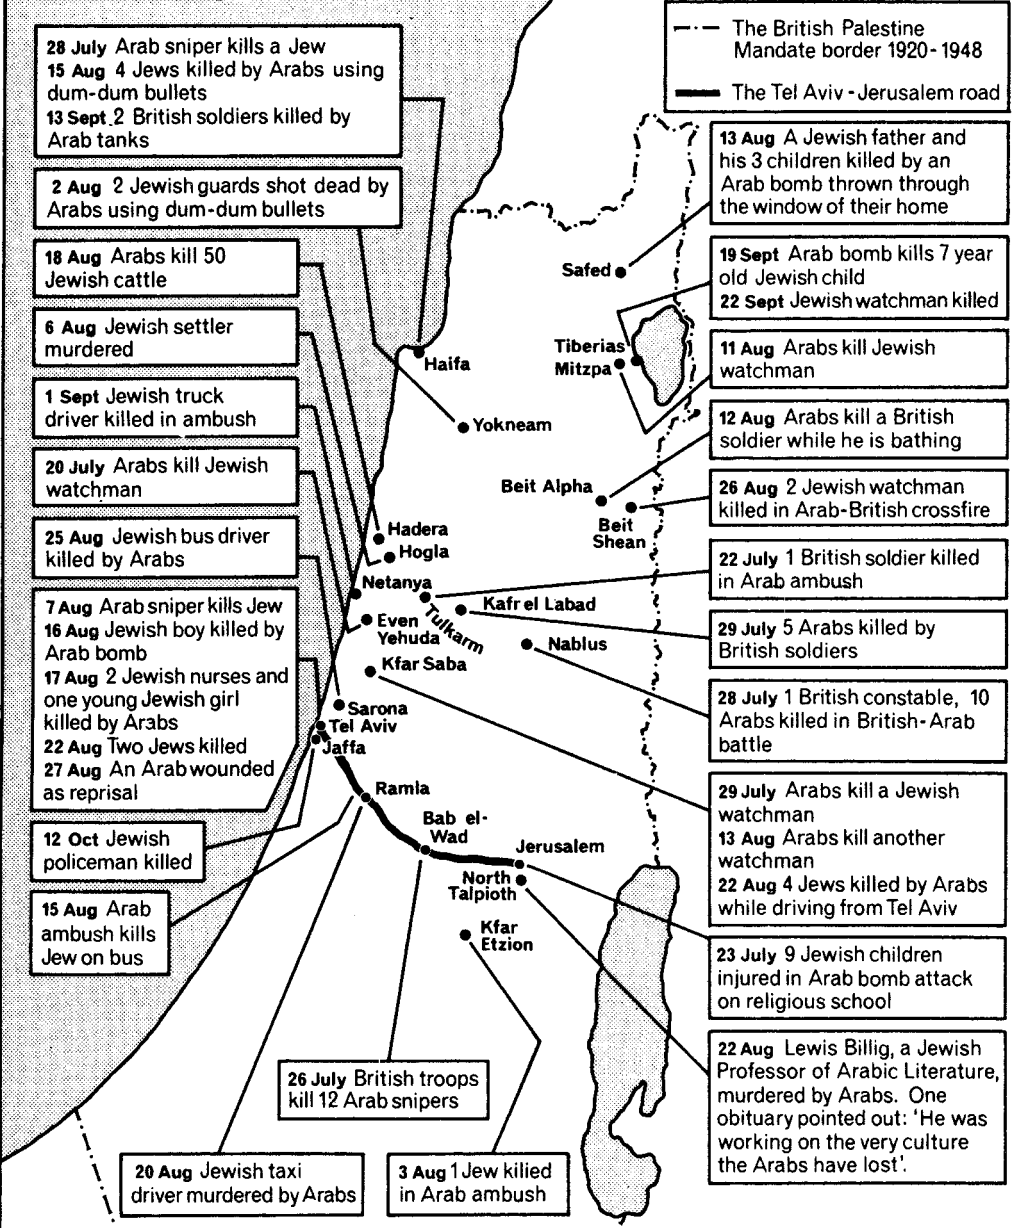 The British Palestine
Mandate border 1920-1948
The Tel Aviv-Jerusalem road
28 July Arab sniper kills a Jew
15 Aug 4 Jews killed by Arabs using
dum-dum bullets
13 Sept. 2 British soldiers killed by
Arab tanks
2 Aug 2 Jewish guards shot dead by
Arabs using dum-dum bullets
18 Aug Arabs kill 50
Jewish cattle
6 Aug Jewish settler
murdered
1 Sept Jewish truck
driver killed in ambush
20 July Arabs kill Jewish
watchman
25 Aug Jewish bus driver
killed by Arabs
7 Aug Arab sniper kills Jew
16 Aug Jewish boy killed by
Arab bomb
17 Aug 2 Jewish nurses and
one young Jewish girl
killed by Arabs
22 Aug Two Jews killed
27 Aug An Arab wounded
as reprisal
12 Oct Jewish
policeman killed
15 Aug Arab
ambush kills
Jew on bus
20 Aug Jewish taxi
driver murdered by Arabs
26 July British troops
kill 12 Arab snipers
3 Aug 1 Jew killed
in Arab ambush
Safed
Tiberias
Mitzpa
Haifa
Yokneam
Beit Alpha
Beit
Shean
Hadera
Hogla
Netanya
Tulkarm
Kafr el Labad
Even
Yehuda
Nablus
Kfar Saba
Sarona
Tel Aviv
Jaffa
Ramla
Bab el-
Wad
Jerusalem
North
Talpioth
Kfar
Etzion
13 Aug A Jewish father and
his 3 children killed by an
Arab bomb thrown through
the window of their home
19 Sept Arab bomb kills 7 year
old Jewish child
22 Sept Jewish watchman killed
11 Aug Arabs kill Jewish
watchman
12 Aug Arabs kill a British
soldier while he is bathing
26 Aug 2 Jewish watchman
killed in Arab-British crossfire
22 July 1 British soldier killed
in Arab ambush
29 July 5 Arabs killed by
British soldiers
28 July 1 British constable, 10
Arabs killed in British-Arab
battle
29 July Arabs kill a Jewish
watchman
13 Aug Arabs kill another
watchman
22 Aug 4 Jews killed by Arabs
while driving from Tel Aviv
23 July 9 Jewish children
injured in Arab bomb attack
on religious school
22 Aug Lewis Billig, a Jewish
Professor of Arabic Literature,
murdered by Arabs. One
obituary pointed out: 'He was
working on the very culture
the Arabs have lost'.